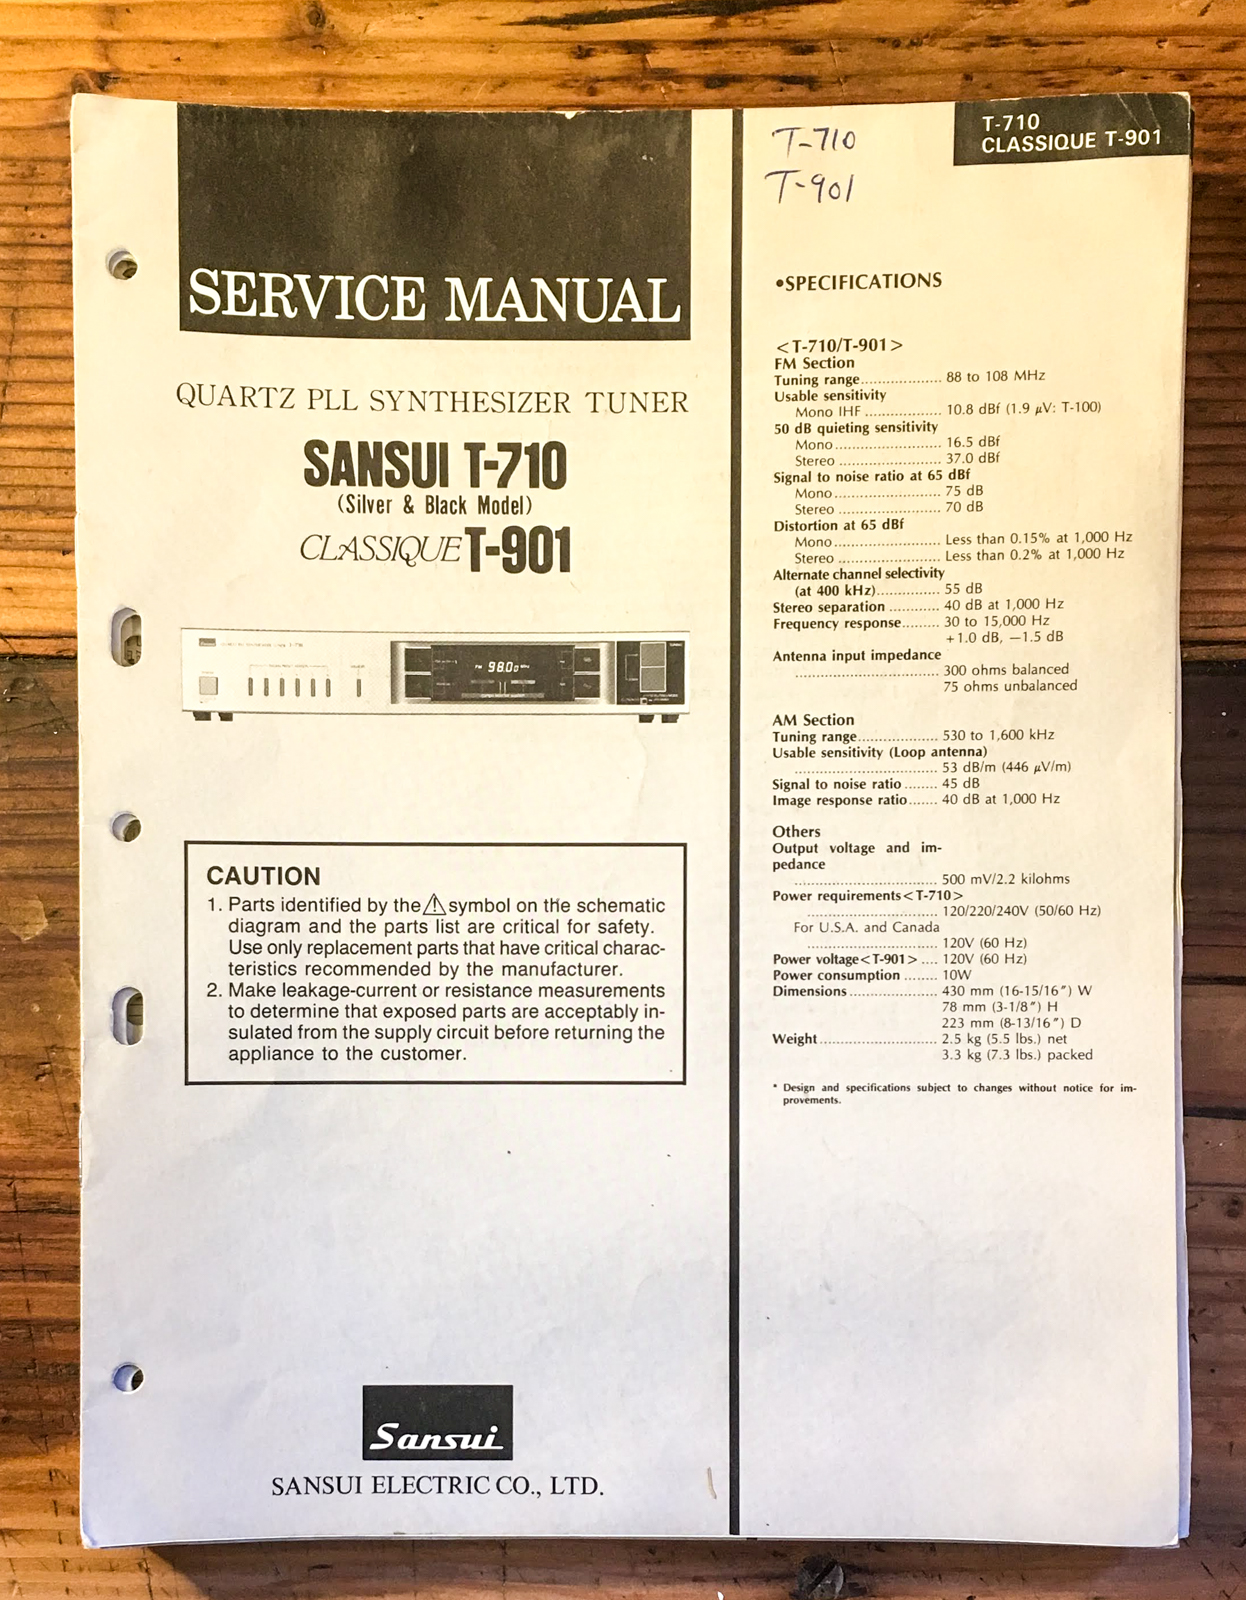 SERVICE MANUAL
QUARTZ PLL SYNTHESIZER TUNER
SANSUI T-710
(Silver & Black Model)
CLASSIQUE T-901
Sansui
FM 98.00 MHz
CAUTION
1. Parts identified by the ⚠ symbol on the schematic
diagram and the parts list are critical for safety.
Use only replacement parts that have critical charac-
teristics recommended by the manufacturer.
2. Make leakage-current or resistance measurements
to determine that exposed parts are acceptably in-
sulated from the supply circuit before returning the
appliance to the customer.
Sansui
SANSUI ELECTRIC CO., LTD.
T-710
T-901
T-710
CLASSIQUE T-901
•SPECIFICATIONS
<T-710/T-901>
FM Section
Tuning range................... 88 to 108 MHz
Usable sensitivity
Mono IHF .................. 10.8 dBf (1.9 μV: T-100)
50 dB quieting sensitivity
Mono......................... 16.5 dBf
Stereo ........................ 37.0 dBf
Signal to noise ratio at 65 dBf
Mono......................... 75 dB
Stereo ........................ 70 dB
Distortion at 65 dBf
Mono......................... Less than 0.15% at 1,000 Hz
Stereo ........................ Less than 0.2% at 1,000 Hz
Alternate channel selectivity
(at 400 kHz)............... 55 dB
Stereo separation ............ 40 dB at 1,000 Hz
Frequency response......... 30 to 15,000 Hz
+1.0 dB, −1.5 dB
Antenna input impedance
.................................. 300 ohms balanced
75 ohms unbalanced
AM Section
Tuning range................... 530 to 1,600 kHz
Usable sensitivity (Loop antenna)
.................................. 53 dB/m (446 μV/m)
Signal to noise ratio ........ 45 dB
Image response ratio....... 40 dB at 1,000 Hz
Others
Output voltage and im-
pedance
.................................. 500 mV/2.2 kilohms
Power requirements<T-710>
............................... 120/220/240V (50/60 Hz)
For U.S.A. and Canada
............................... 120V (60 Hz)
Power voltage<T-901> .... 120V (60 Hz)
Power consumption ........ 10W
Dimensions..................... 430 mm (16-15/16″) W
78 mm (3-1/8″) H
223 mm (8-13/16″) D
Weight............................ 2.5 kg (5.5 lbs.) net
3.3 kg (7.3 lbs.) packed
* Design and specifications subject to changes without notice for im-
provements.